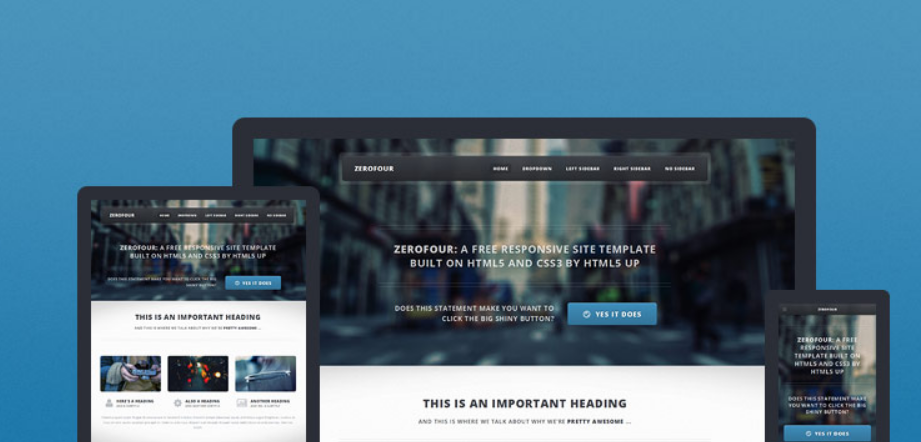 ZEROFOUR
HOME DROPDOWN LEFT SIDEBAR RIGHT SIDEBAR NO SIDEBAR
ZEROFOUR: A FREE RESPONSIVE SITE TEMPLATE
BUILT ON HTML5 AND CSS3 BY HTML5 UP
DOES THIS STATEMENT MAKE YOU WANT TO
CLICK THE BIG SHINY BUTTON?
YES IT DOES
THIS IS AN IMPORTANT HEADING
AND THIS IS WHERE WE TALK ABOUT WHY WE'RE PRETTY AWESOME ...
ZEROFOUR
HOME DROPDOWN LEFT SIDEBAR RIGHT SIDEBAR NO SIDEBAR
ZEROFOUR: A FREE RESPONSIVE SITE TEMPLATE
BUILT ON HTML5 AND CSS3 BY HTML5 UP
DOES THIS STATEMENT MAKE YOU WANT TO CLICK THE BIG
SHINY BUTTON?
YES IT DOES
THIS IS AN IMPORTANT HEADING
AND THIS IS WHERE WE TALK ABOUT WHY WE'RE PRETTY AWESOME ...
HERE'S A HEADING
ALSO A HEADING
ANOTHER HEADING
ZEROFOUR
ZEROFOUR: A FREE
RESPONSIVE SITE
TEMPLATE BUILT ON
HTML5 AND CSS3 BY
HTML5 UP
DOES THIS STATEMENT MAKE
YOU WANT TO CLICK THE BIG
SHINY BUTTON?
YES IT DOES